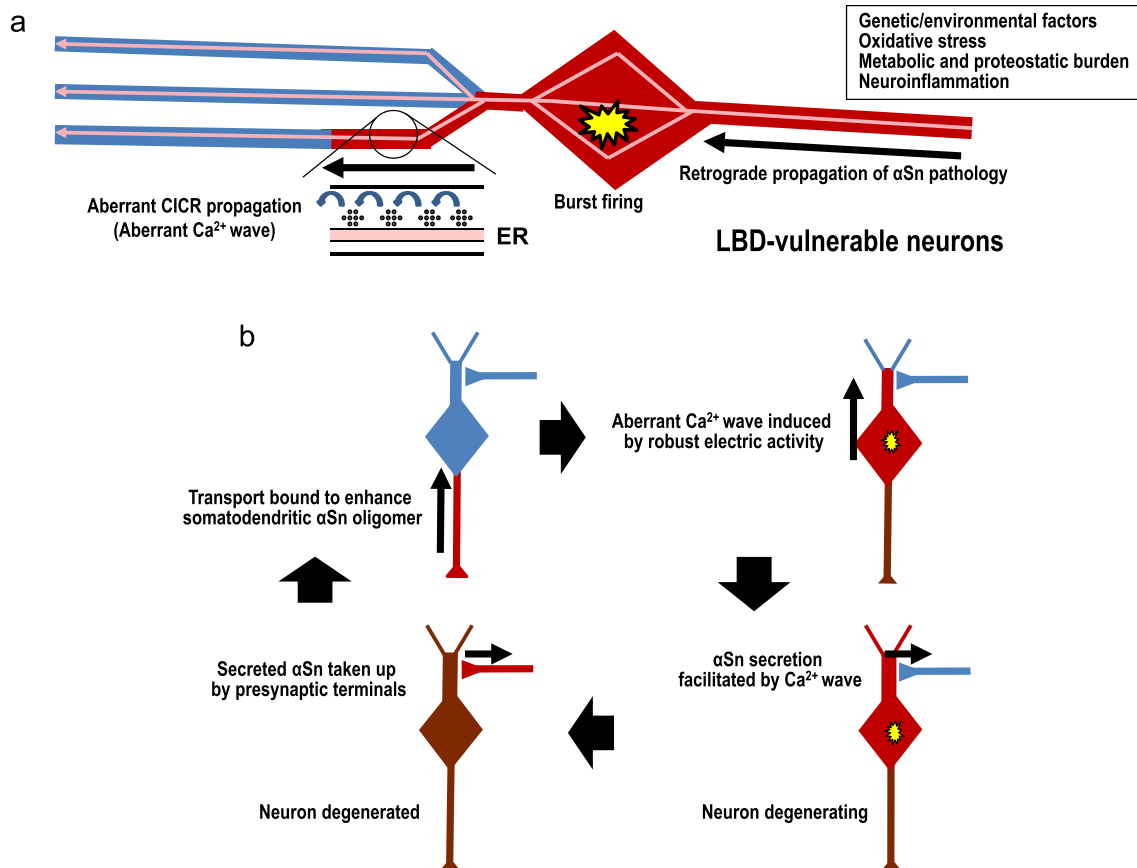 a
Genetic/environmental factors
Oxidative stress
Metabolic and proteostatic burden
Neuroinflammation
Retrograde propagation of αSn pathology
Burst firing
Aberrant CICR propagation
(Aberrant Ca²⁺ wave)
ER
LBD-vulnerable neurons
b
Aberrant Ca²⁺ wave induced
by robust electric activity
Transport bound to enhance
somatodendritic αSn oligomer
Secreted αSn taken up
by presynaptic terminals
αSn secretion
facilitated by Ca²⁺ wave
Neuron degenerated
Neuron degenerating